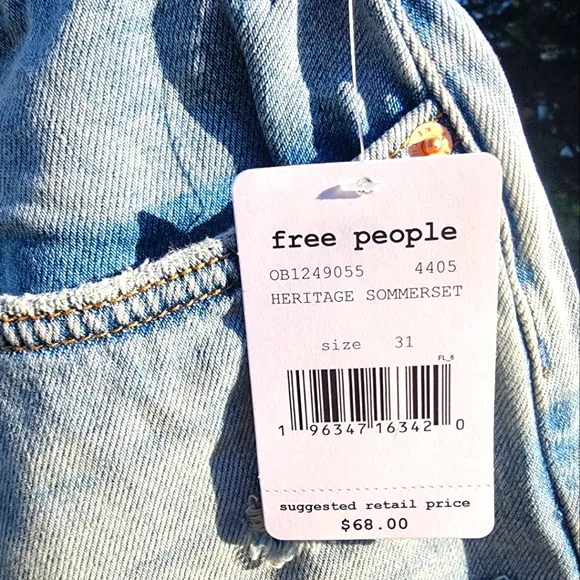 free people
OB1249055 4405
HERITAGE SOMMERSET
size 31
FL_6
1 96347 16342 0
suggested retail price
$68.00